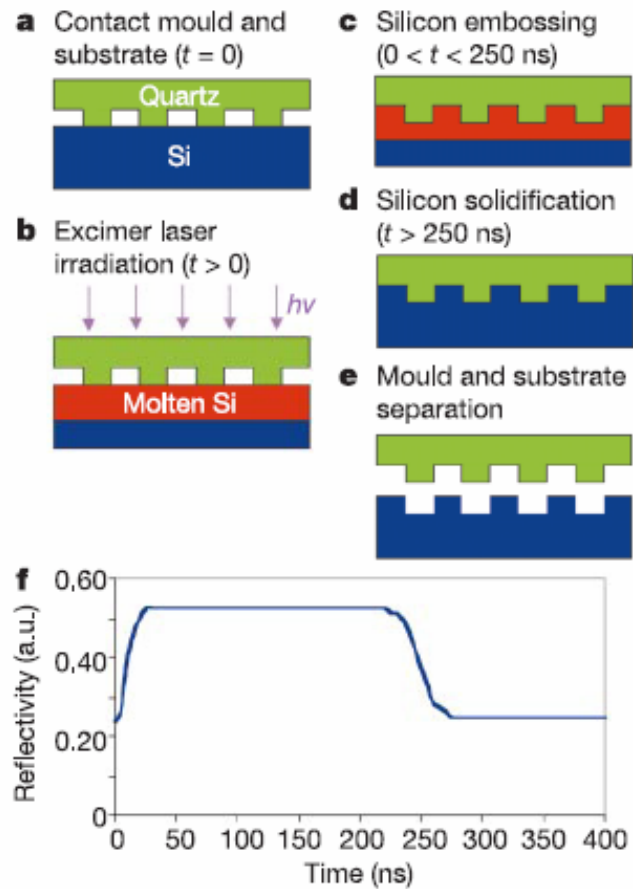 a Contact mould and
substrate (t = 0)
Quartz
Si
b Excimer laser
irradiation (t > 0)
hν
Molten Si
c Silicon embossing
(0 < t < 250 ns)
d Silicon solidification
(t > 250 ns)
e Mould and substrate
separation
f
Reflectivity (a.u.)
0,60
0.40
0.20
0
0 50 100 150 200 250 300 350 400
Time (ns)